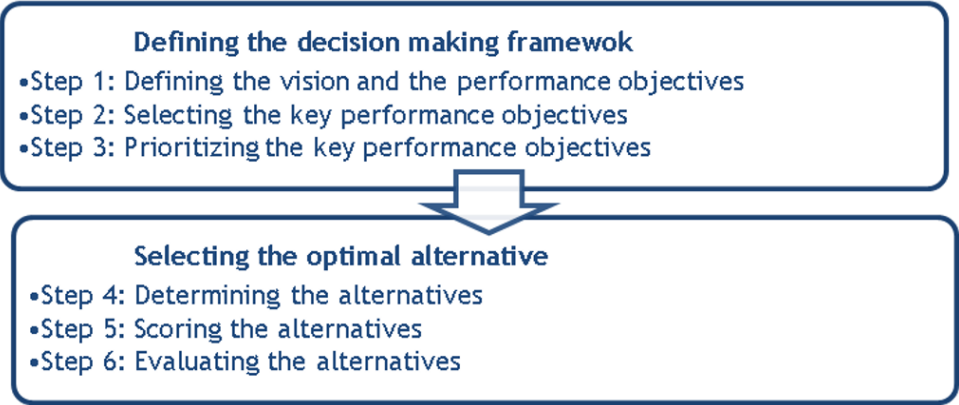 Defining the decision making framewok
•Step 1: Defining the vision and the performance objectives
•Step 2: Selecting the key performance objectives
•Step 3: Prioritizing the key performance objectives
Selecting the optimal alternative
•Step 4: Determining the alternatives
•Step 5: Scoring the alternatives
•Step 6: Evaluating the alternatives